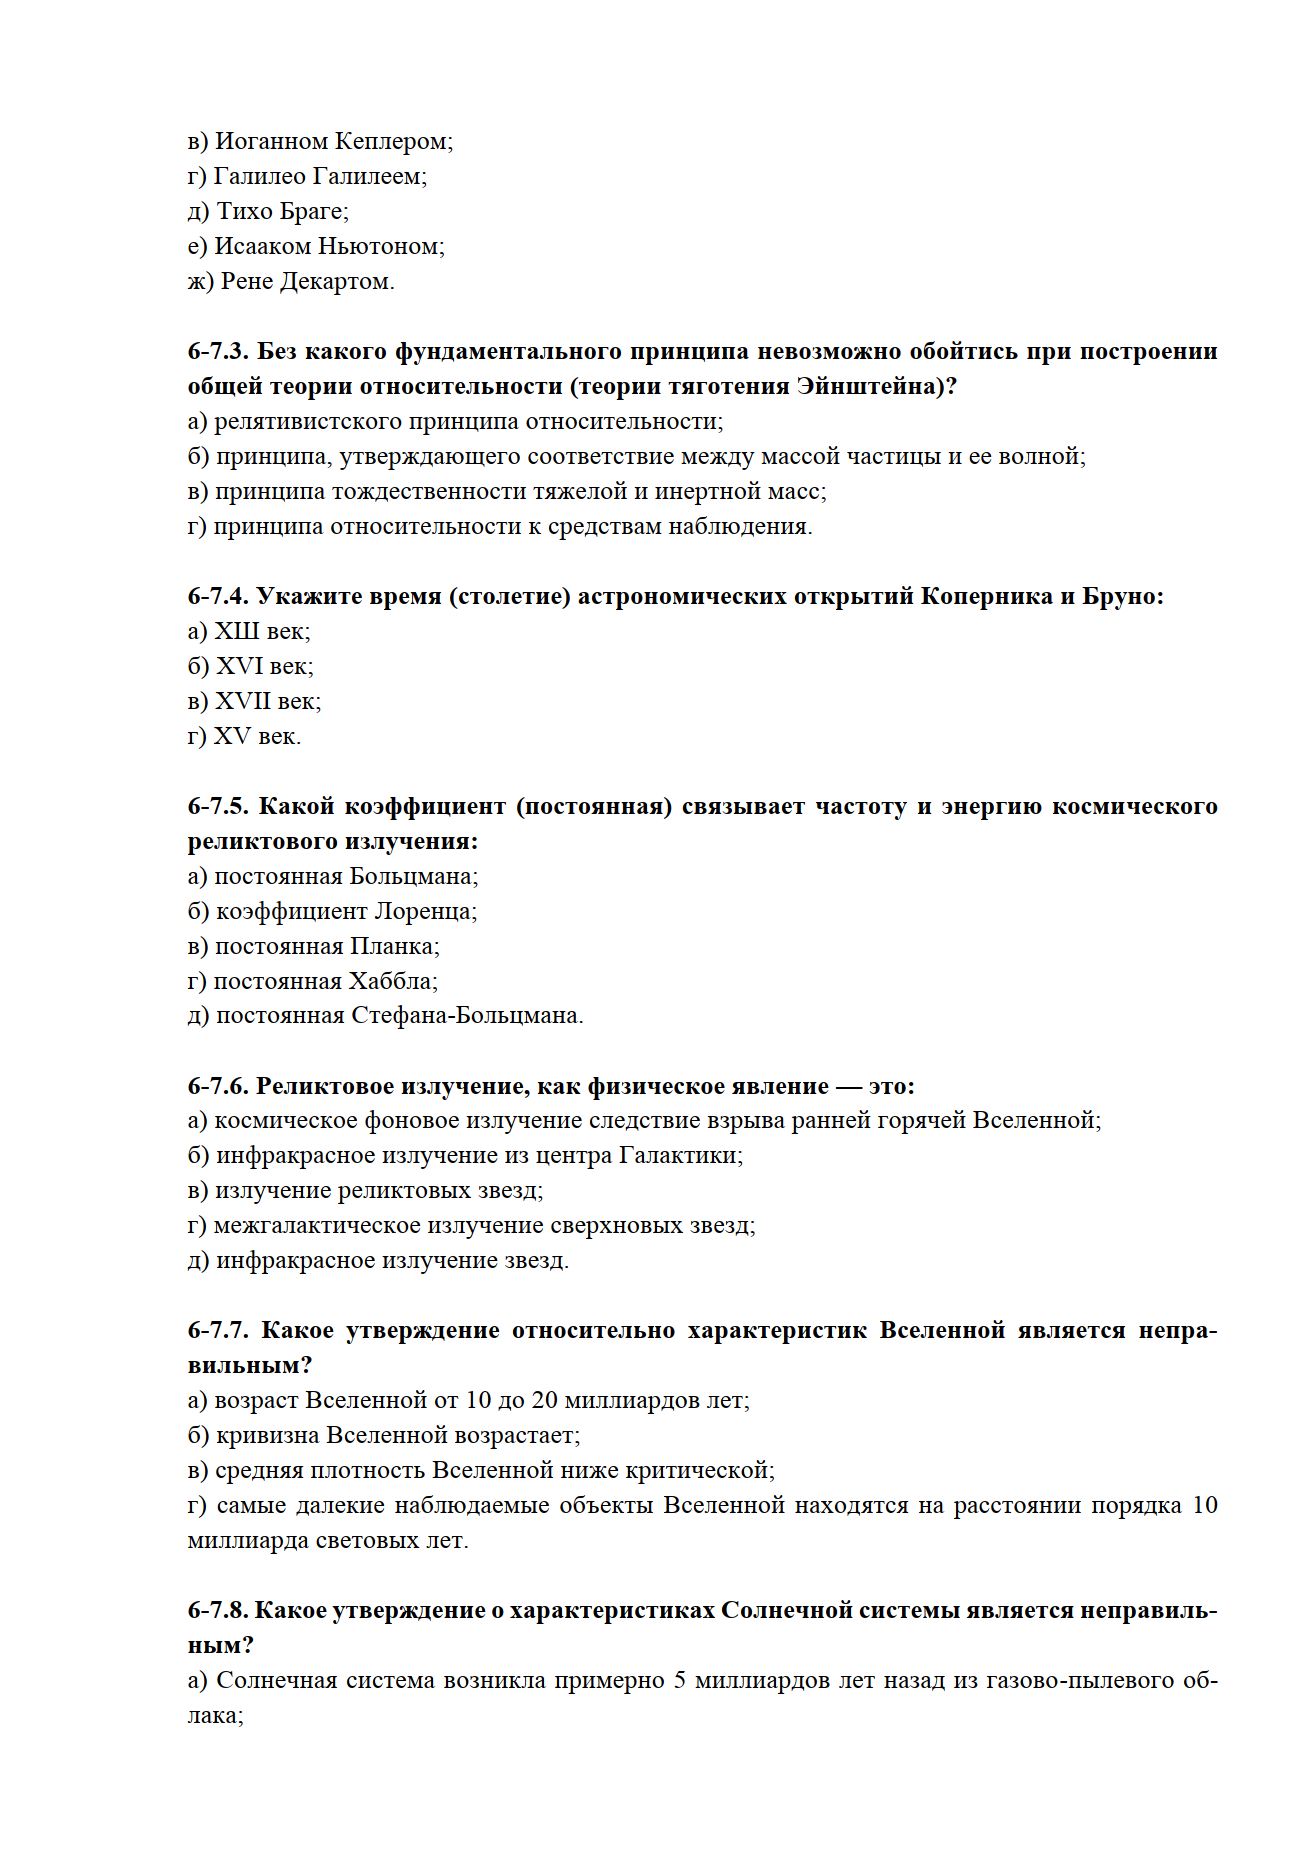 в) Иоганном Кеплером;
г) Галилео Галилеем;
д) Тихо Браге;
е) Исааком Ньютоном;
ж) Рене Декартом.
6-7.3. Без какого фундаментального принципа невозможно обойтись при построении
общей теории относительности (теории тяготения Эйнштейна)?
а) релятивистского принципа относительности;
б) принципа, утверждающего соответствие между массой частицы и ее волной;
в) принципа тождественности тяжелой и инертной масс;
г) принципа относительности к средствам наблюдения.
6-7.4. Укажите время (столетие) астрономических открытий Коперника и Бруно:
а) XШ век;
б) XVI век;
в) XVII век;
г) XV век.
6-7.5. Какой коэффициент (постоянная) связывает частоту и энергию космического
реликтового излучения:
а) постоянная Больцмана;
б) коэффициент Лоренца;
в) постоянная Планка;
г) постоянная Хаббла;
д) постоянная Стефана-Больцмана.
6-7.6. Реликтовое излучение, как физическое явление — это:
а) космическое фоновое излучение следствие взрыва ранней горячей Вселенной;
б) инфракрасное излучение из центра Галактики;
в) излучение реликтовых звезд;
г) межгалактическое излучение сверхновых звезд;
д) инфракрасное излучение звезд.
6-7.7. Какое утверждение относительно характеристик Вселенной является непра-
вильным?
а) возраст Вселенной от 10 до 20 миллиардов лет;
б) кривизна Вселенной возрастает;
в) средняя плотность Вселенной ниже критической;
г) самые далекие наблюдаемые объекты Вселенной находятся на расстоянии порядка 10
миллиарда световых лет.
6-7.8. Какое утверждение о характеристиках Солнечной системы является неправиль-
ным?
а) Солнечная система возникла примерно 5 миллиардов лет назад из газово-пылевого об-
лака;